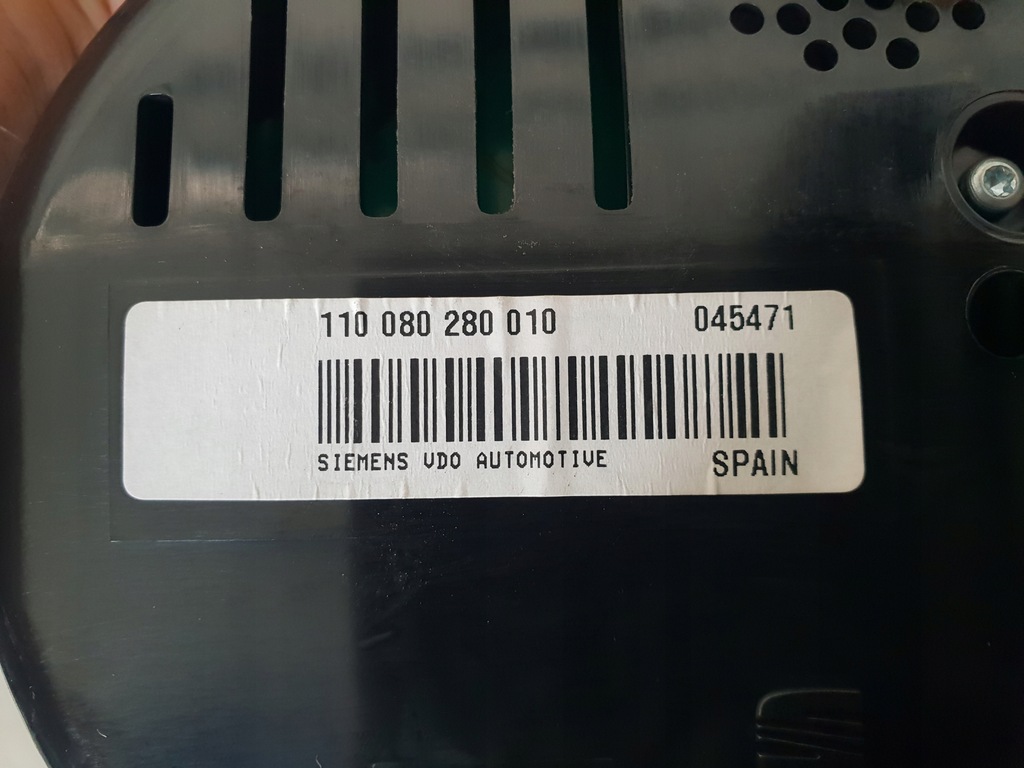 110 080 280 010 045471
SIEMENS VDO AUTOMOTIVE SPAIN